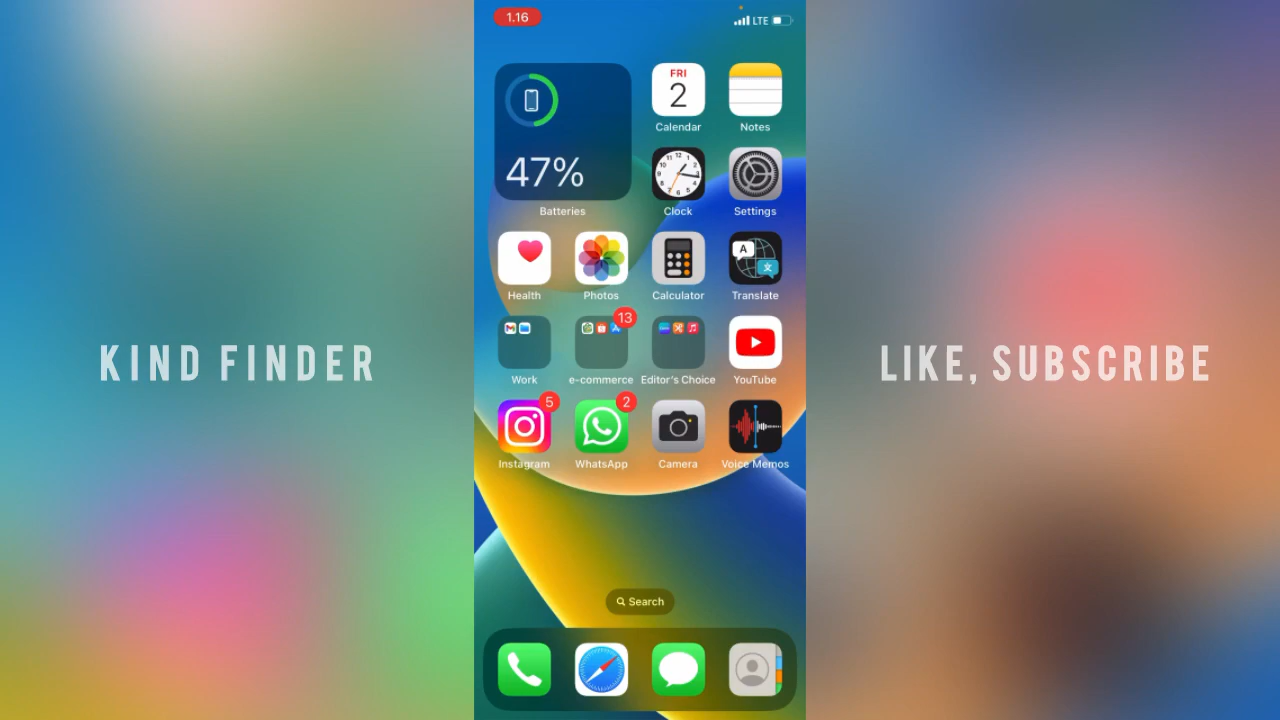 1.16
LTE
FRI
2
Calendar
Notes
47%
Batteries
Clock
Settings
Health
Photos
Calculator
A
文
Translate
13
Work
e-commerce
Editor's Choice
YouTube
KIND FINDER
LIKE, SUBSCRIBE
5
2
Instagram
WhatsApp
Camera
Voice Memos
Search